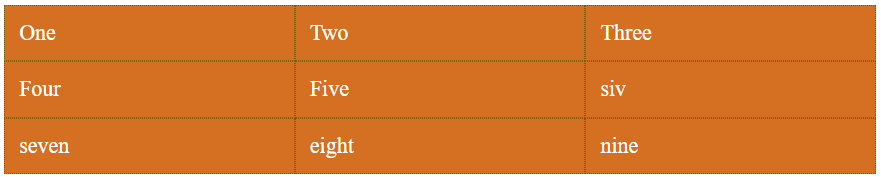 One Two Three
Four Five siv
seven eight nine